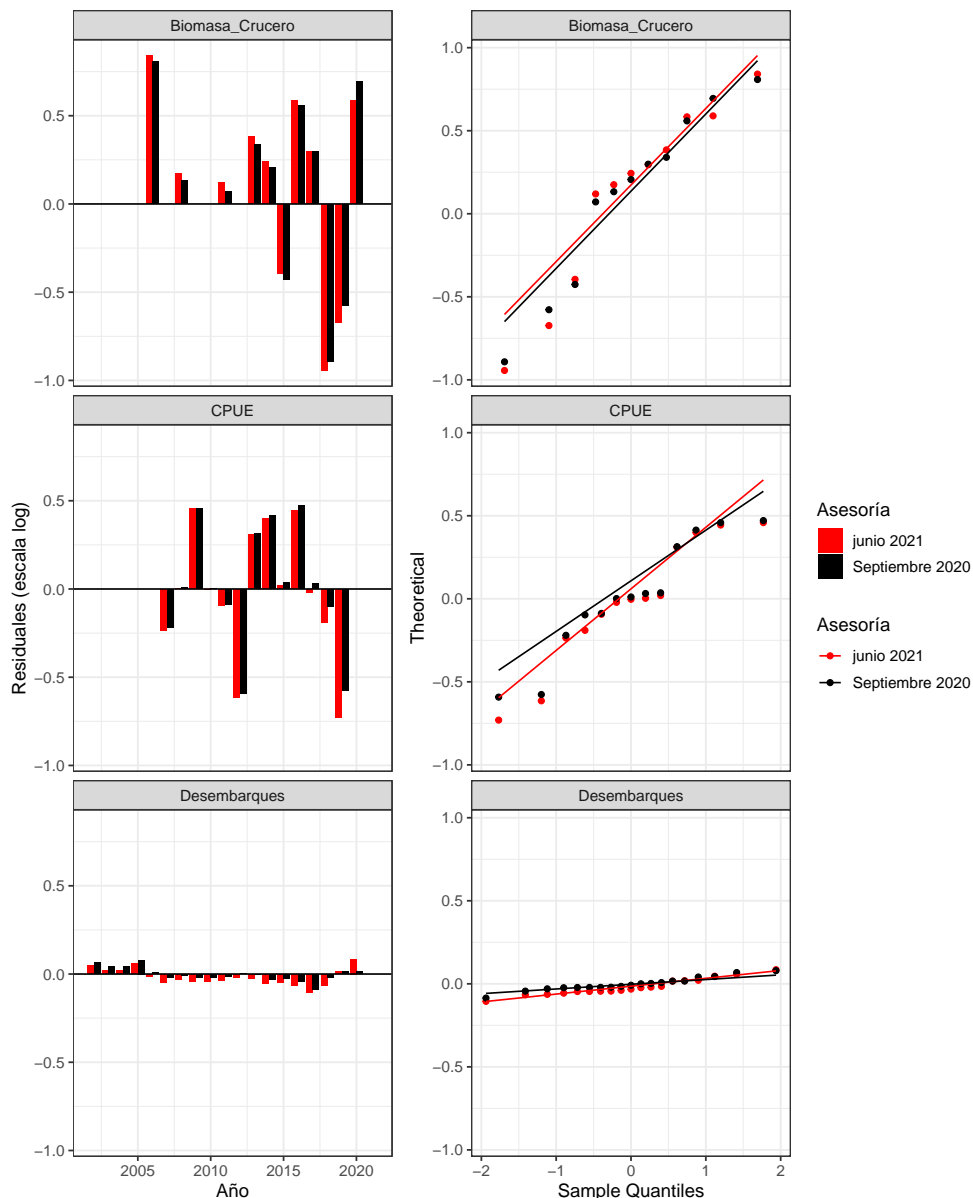 Biomasa_Crucero
0.5
0.0
−0.5
−1.0
CPUE
0.5
0.0
−0.5
−1.0
Desembarques
0.5
0.0
−0.5
−1.0
2005 2010 2015 2020
Año
Residuales (escala log)
Biomasa_Crucero
1.0
0.5
0.0
−0.5
−1.0
CPUE
1.0
0.5
0.0
−0.5
−1.0
Desembarques
1.0
0.5
0.0
−0.5
−1.0
−2 −1 0 1 2
Sample Quantiles
Theoretical
Asesoría
junio 2021
Septiembre 2020
Asesoría
junio 2021
Septiembre 2020